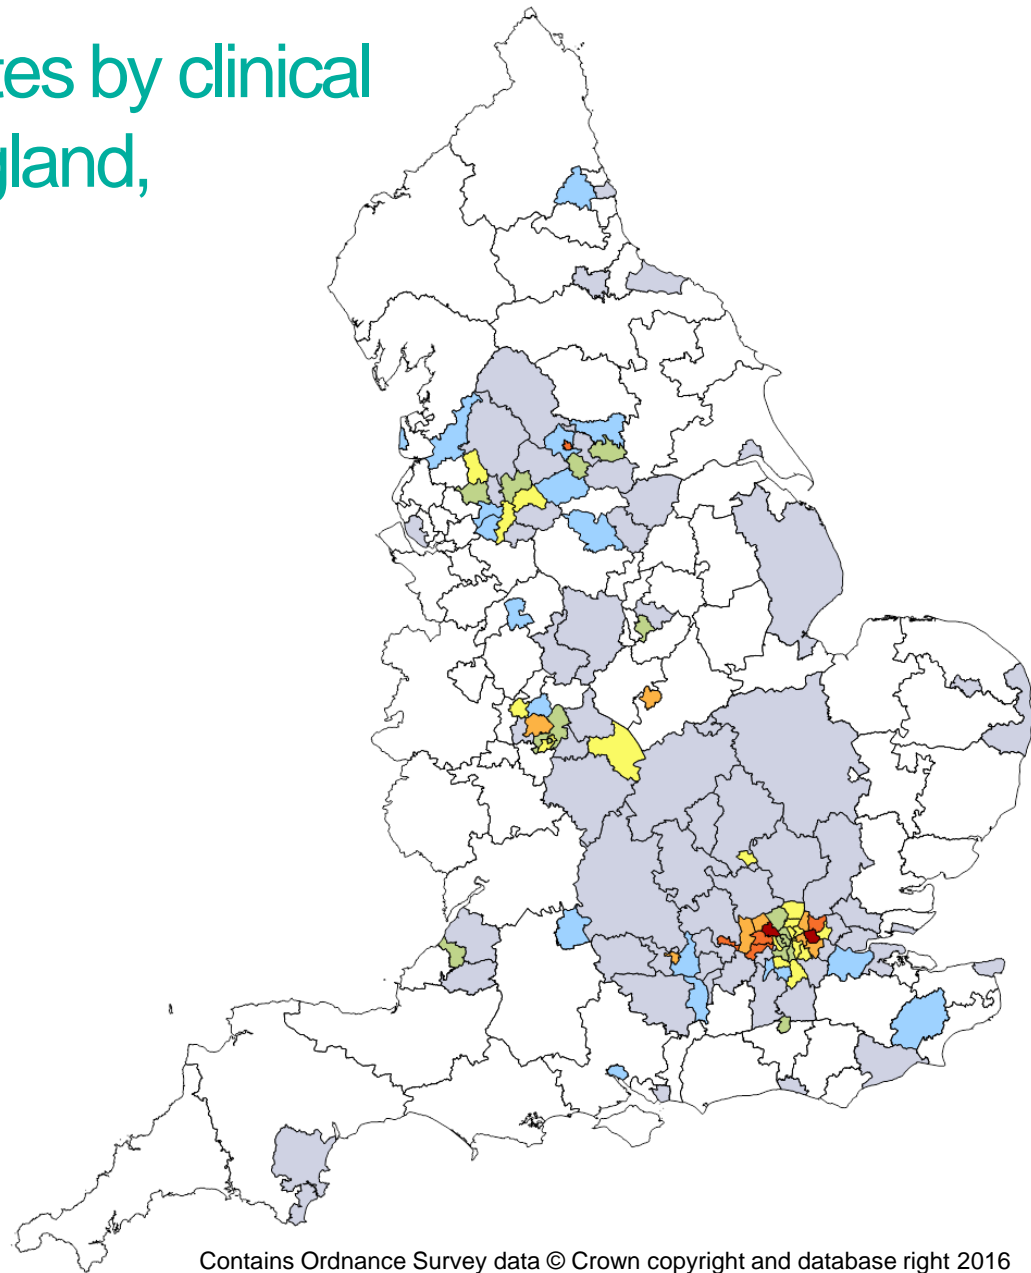 tes by clinical
gland,
Contains Ordnance Survey data © Crown copyright and database right 2016